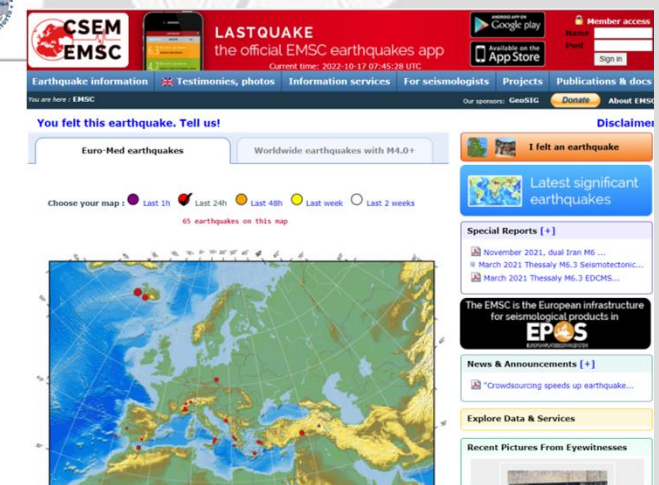 CSEM
EMSC
LASTQUAKE
the official EMSC earthquakes app
Current time: 2022-10-17 07:45:28 UTC
ANDROID APP ON
Google play
Available on the
App Store
Member access
Name
Pwd
Sign in
Earthquake information Testimonies, photos Information services For seismologists Projects Publications & docs
You are here : EMSC
Our sponsors: GeoSIG Donate About EMSC
You felt this earthquake. Tell us!
Disclaimer
Euro-Med earthquakes
Worldwide earthquakes with M4.0+
Choose your map : Last 1h Last 24h Last 48h Last week Last 2 weeks
65 earthquakes on this map
I felt an earthquake
Latest significant
earthquakes
Special Reports [+]
November 2021, dual Iran M6 ...
March 2021 Thessaly M6.3 Seismotectonic...
March 2021 Thessaly M6.3 EDCMS...
The EMSC is the European infrastructure
for seismological products in
EPOS
News & Announcements [+]
"Crowdsourcing speeds up earthquake...
Explore Data & Services
Recent Pictures From Eyewitnesses